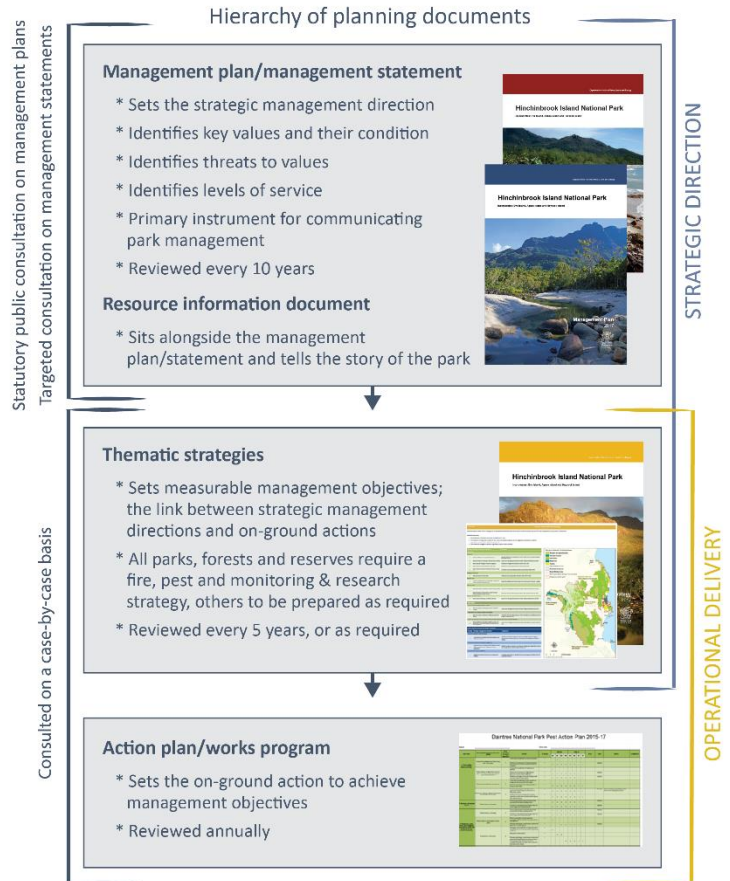 Hierarchy of planning documents
Statutory public consultation on management plans
Targeted consultation on management statements
Management plan/management statement
* Sets the strategic management direction
* Identifies key values and their condition
* Identifies threats to values
* Identifies levels of service
* Primary instrument for communicating
park management
* Reviewed every 10 years
Resource information document
* Sits alongside the management
plan/statement and tells the story of the park
Hinchinbrook Island National Park
Hinchinbrook Island National Park
Management Plan
2017
STRATEGIC DIRECTION
Consulted on a case-by-case basis
Thematic strategies
* Sets measurable management objectives;
the link between strategic management
directions and on-ground actions
* All parks, forests and reserves require a
fire, pest and monitoring & research
strategy, others to be prepared as required
* Reviewed every 5 years, or as required
Hinchinbrook Island National Park
OPERATIONAL DELIVERY
Action plan/works program
* Sets the on-ground action to achieve
management objectives
* Reviewed annually
Daintree National Park Pest Action Plan 2015-17